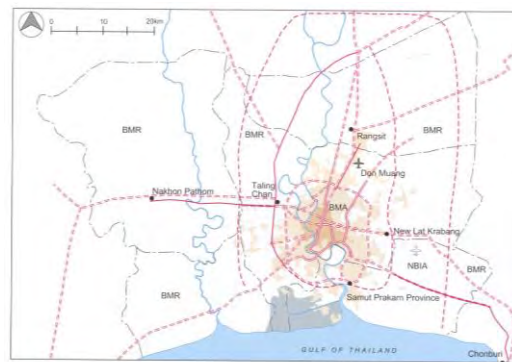 0 10 20km
BMR
BMR
BMR
Rangsit
Don Muang
Nakhon Pathom
Taling
Chan
BMA
New Lat Krabang
NBIA
BMR
BMR
Samut Prakarn Province
GULF OF THAILAND
Chonburi